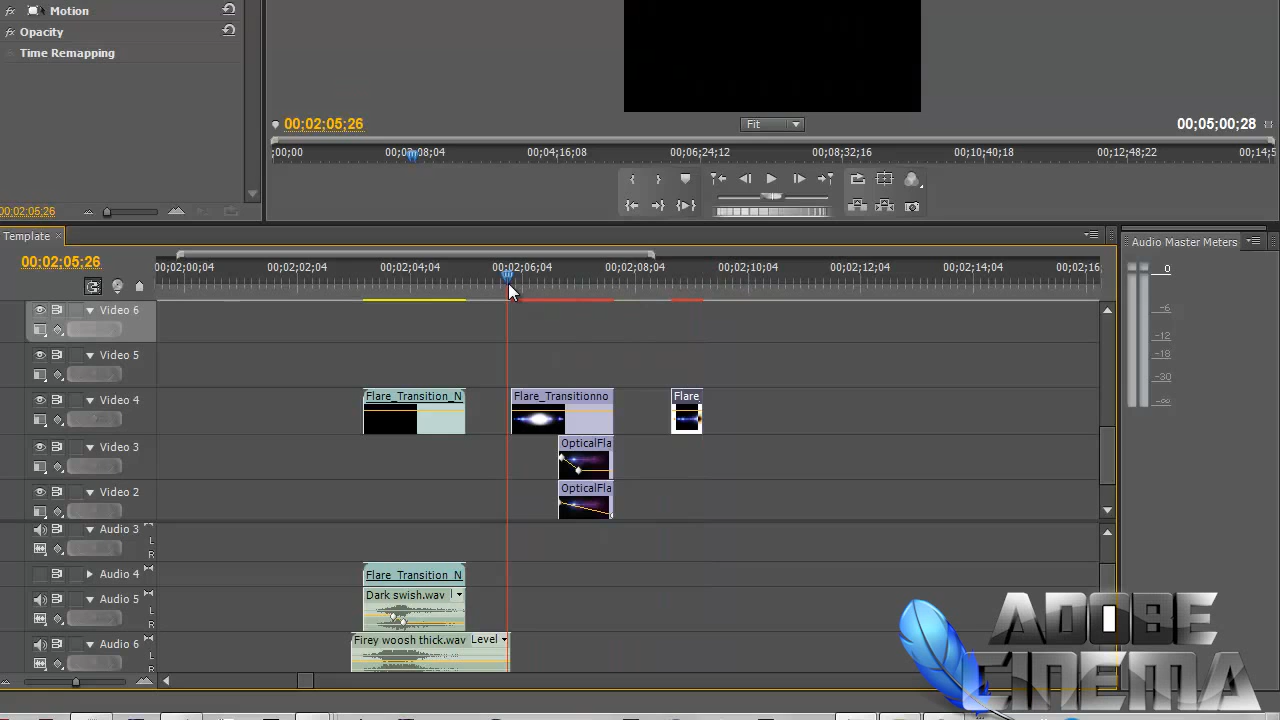 Motion
Opacity
Time Remapping
00;02;05;26
Fit
00;05;00;28
;00;00
00;02;08;04
00;04;16;08
00;06;24;12
00;08;32;16
00;10;40;18
00;12;48;22
00;02;05;26
Template
00;02;05;26
00;02;00;04
00;02;02;04
00;02;04;04
00;02;06;04
00;02;08;04
00;02;10;04
00;02;12;04
00;02;14;04
00;02;16;
Audio Master Meters
0
-6
-12
-18
-30
-∞
Video 6
Video 5
Video 4
Flare_Transition_N
Flare_Transitionno
Flare
Video 3
OpticalFla
Video 2
OpticalFla
Audio 3
L
R
Audio 4
Flare_Transition_N
Audio 5
L
R
Dark swish.wav
Audio 6
L
R
Firey woosh thick.wav Level
ADOBE
CINEMA